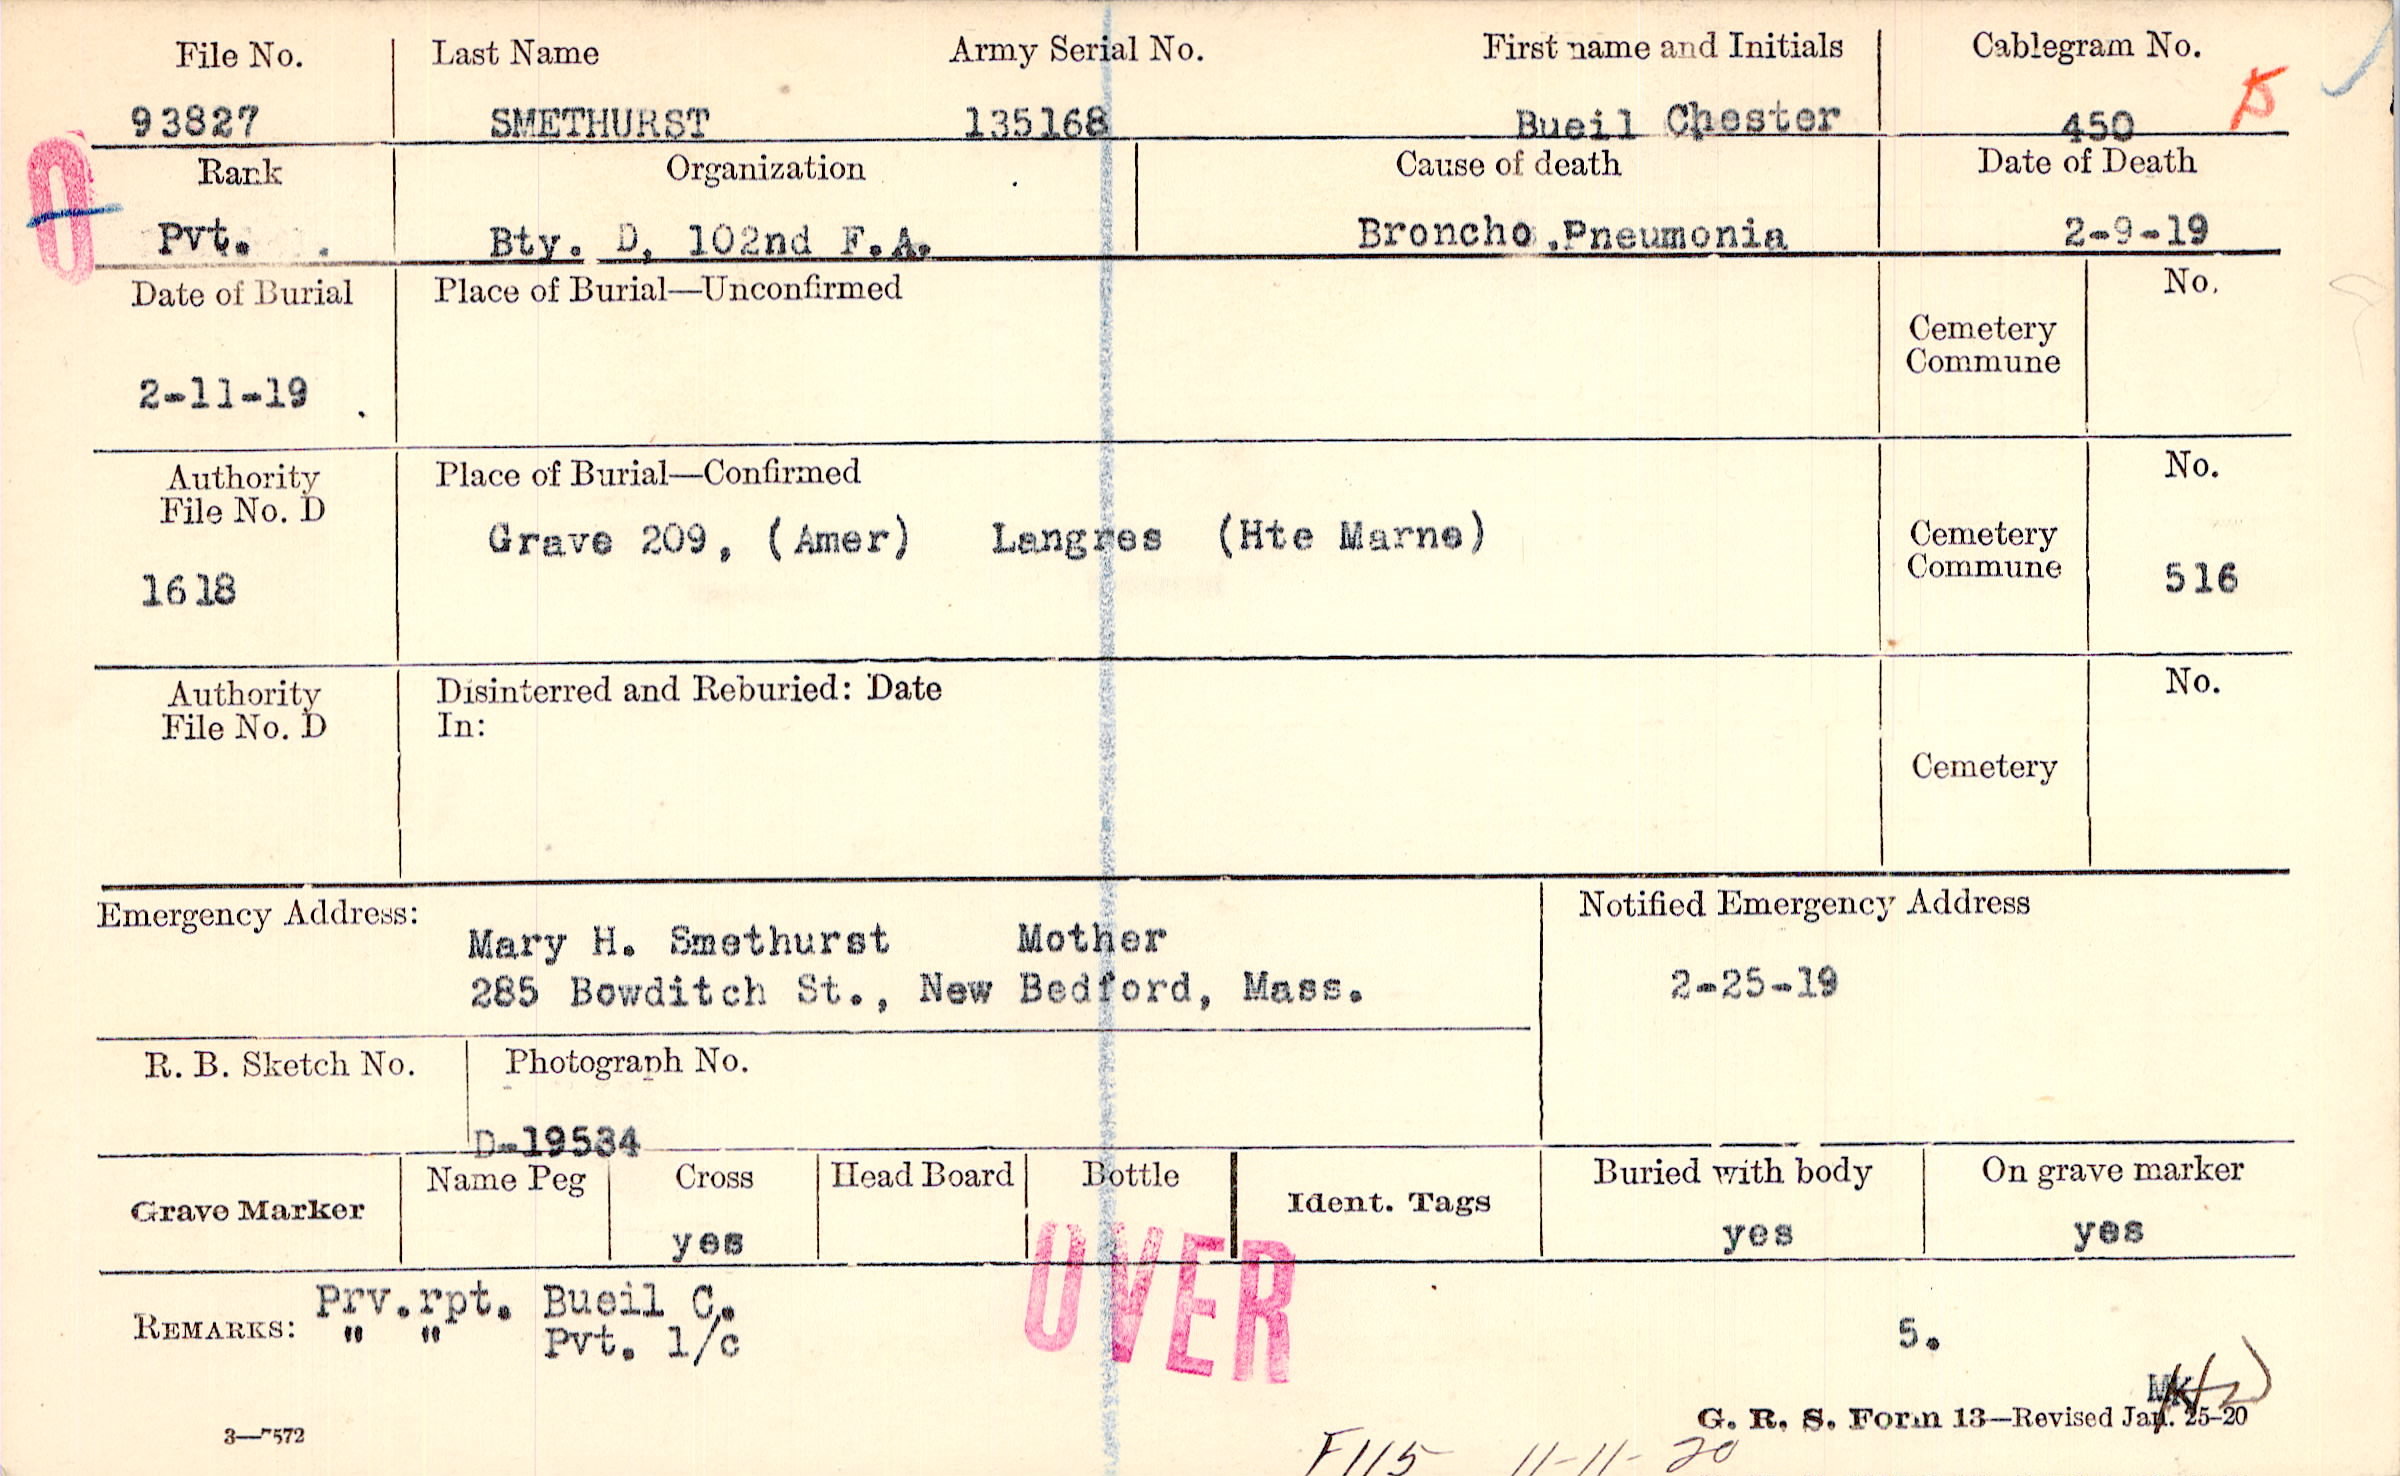 File No. Last Name Army Serial No. First name and Initials Cablegram No.
93827 SMETHURST 135168 Bueil Chester 450
Rank Organization Cause of death Date of Death
Pvt. Bty. D, 102nd F.A. Broncho Pneumonia 2-9-19
Date of Burial Place of Burial—Unconfirmed No.
Cemetery
Commune
2-11-19
Authority Place of Burial—Confirmed No.
File No. D
Grave 209, (Amer) Langres (Hte Marne)
Cemetery
Commune
1618 516
Authority Disinterred and Reburied: Date No.
File No. D In:
Cemetery
Emergency Address: Notified Emergency Address
Mary H. Smethurst Mother
285 Bowditch St., New Bedford, Mass. 2-25-19
R. B. Sketch No. Photograph No.
D-19534
Grave Marker Name Peg Cross Head Board Bottle Ident. Tags Buried with body On grave marker
yes yes yes
OVER
REMARKS: Prv.rpt. Bueil C.
" " Pvt. 1/c
5.
MK
G. R. S. Form 13—Revised Jan. 25-20
3—7572
F115 11-11-20